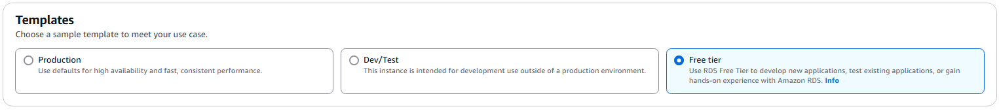 Templates
Choose a sample template to meet your use case.
Production
Use defaults for high availability and fast, consistent performance.
Dev/Test
This instance is intended for development use outside of a production environment.
Free tier
Use RDS Free Tier to develop new applications, test existing applications, or gain
hands-on experience with Amazon RDS. Info